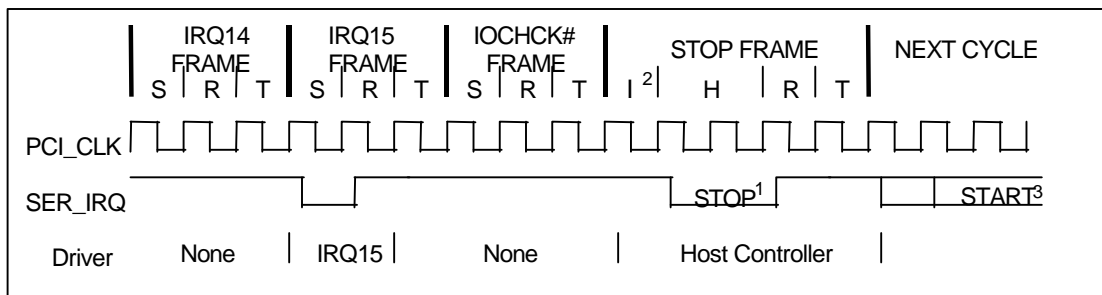 IRQ14 IRQ15 IOCHCK#
FRAME FRAME FRAME STOP FRAME NEXT CYCLE
S R T S R T S R T I 2 H R T
PCI_CLK
SER_IRQ STOP1 START3
Driver None IRQ15 None Host Controller